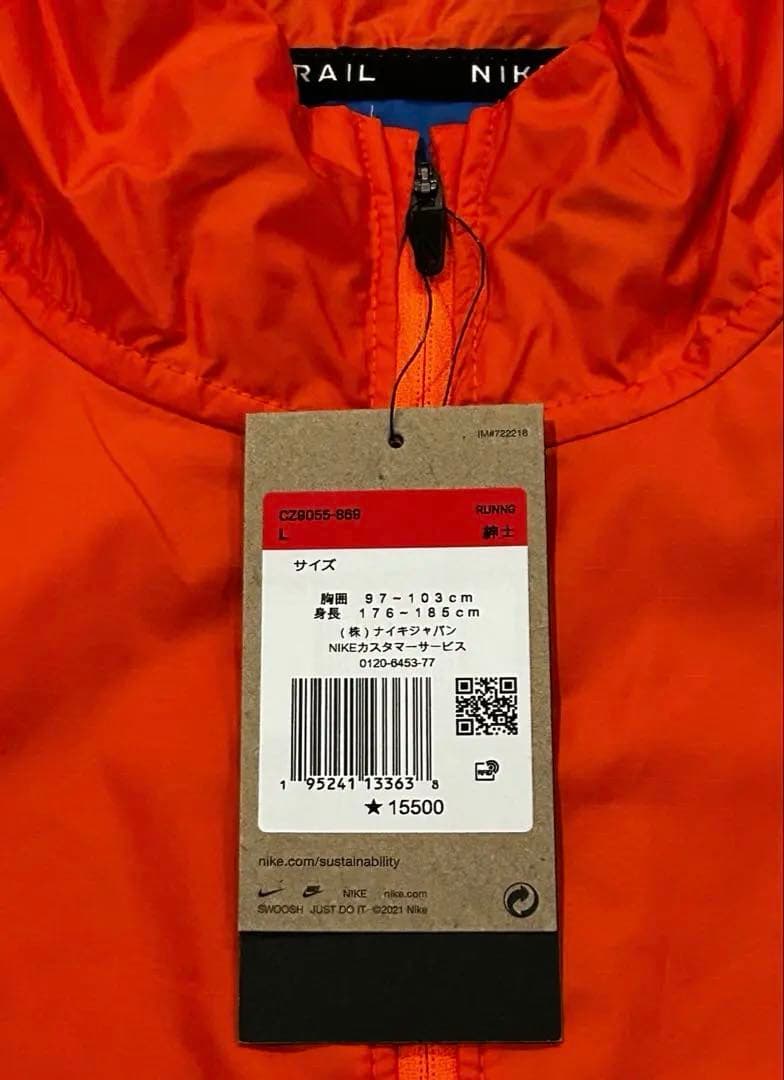 RAIL NIK
IM#722218
CZ9055-869 RUNNG
L 紳士
サイズ
胸囲 97~103cm
身長 176~185cm
(株)ナイキジャパン
NIKEカスタマーサービス
0120-6453-77
1 95241 13363 8
★15500
nike.com/sustainability
NIKE nike.com
SWOOSH JUST DO IT ©2021 Nike